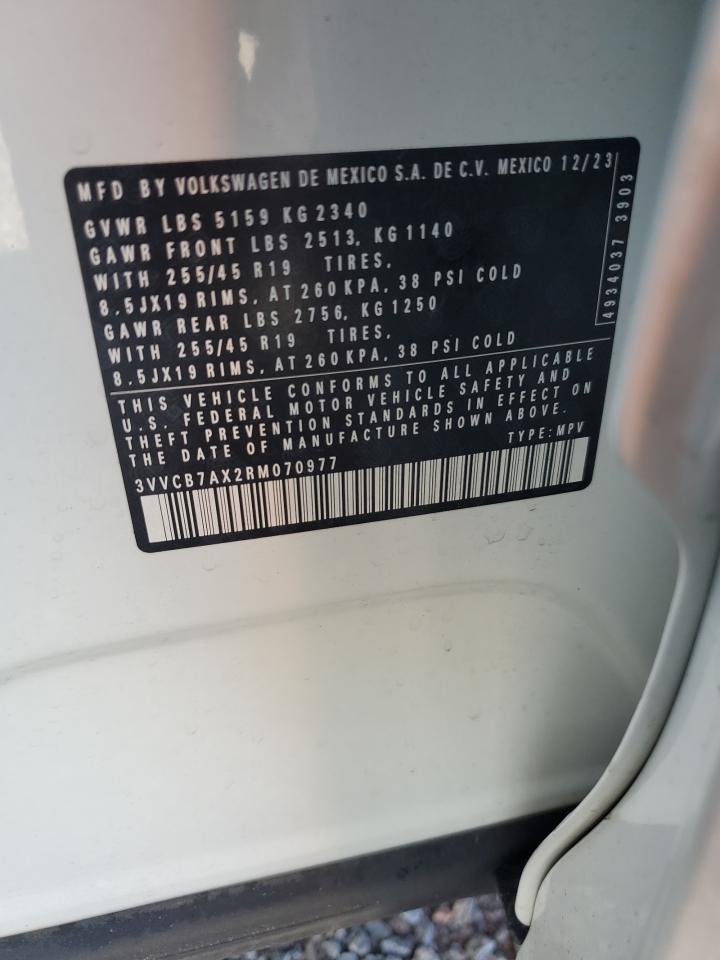 MFD BY VOLKSWAGEN DE MEXICO S.A. DE C.V. MEXICO 12/23
GVWR LBS 5159 KG 2340
GAWR FRONT LBS 2513, KG 1140
WITH 255/45 R19 TIRES,
8.5JX19 RIMS, AT 260 KPA, 38 PSI COLD
GAWR REAR LBS 2756, KG 1250
WITH 255/45 R19 TIRES,
8.5JX19 RIMS, AT 260 KPA, 38 PSI COLD
4934037 3903
THIS VEHICLE CONFORMS TO ALL APPLICABLE
U.S. FEDERAL MOTOR VEHICLE SAFETY AND
THEFT PREVENTION STANDARDS IN EFFECT ON
THE DATE OF MANUFACTURE SHOWN ABOVE.
TYPE: MPV
3VVCB7AX2RM070977